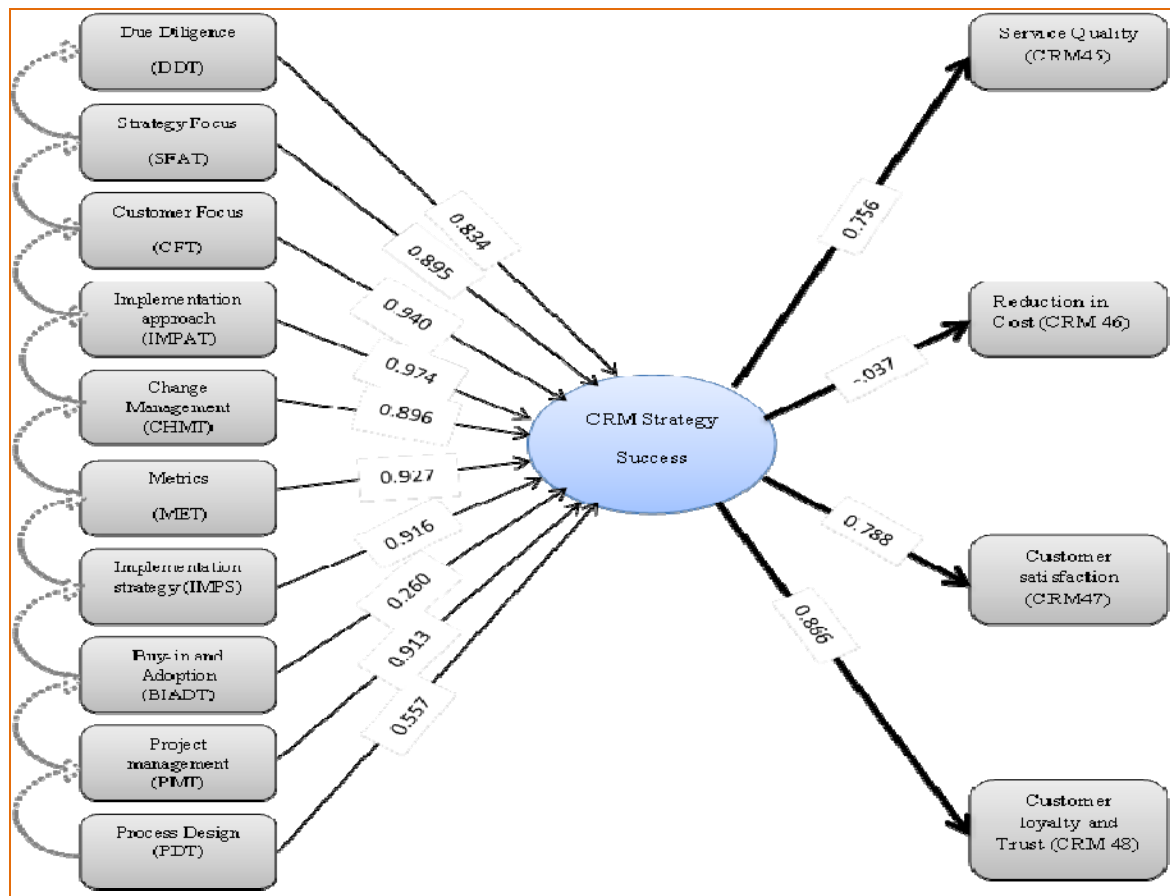 Due Diligence
(DDT)
Strategy Focus
(SFAT)
Customer Focus
(CFT)
Implementation
approach
(IMPAT)
Change
Management
(CHMT)
Metrics
(MET)
Implementation
strategy (IMPS)
Buy-in and
Adoption
(BIADT)
Project
management
(PIMT)
Process Design
(PDT)
0.834
0.895
0.940
0.974
0.896
0.927
0.916
0.260
0.913
0.557
CRM Strategy
Success
0.756
-.037
0.788
0.866
Service Quality
(CRM45)
Reduction in
Cost (CRM 46)
Customer
satisfaction
(CRM47)
Customer
loyalty and
Trust (CRM 48)